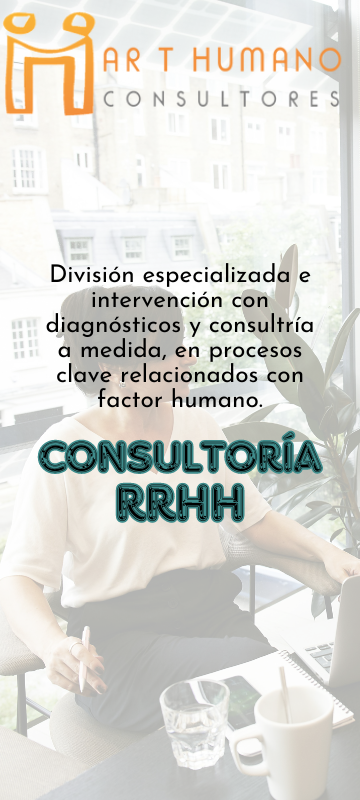 AR T HUMANO
CONSULTORES
División especializada e
intervención con
diagnósticos y consultría
a medida, en procesos
clave relacionados con
factor humano.
CONSULTORÍA
RRHH